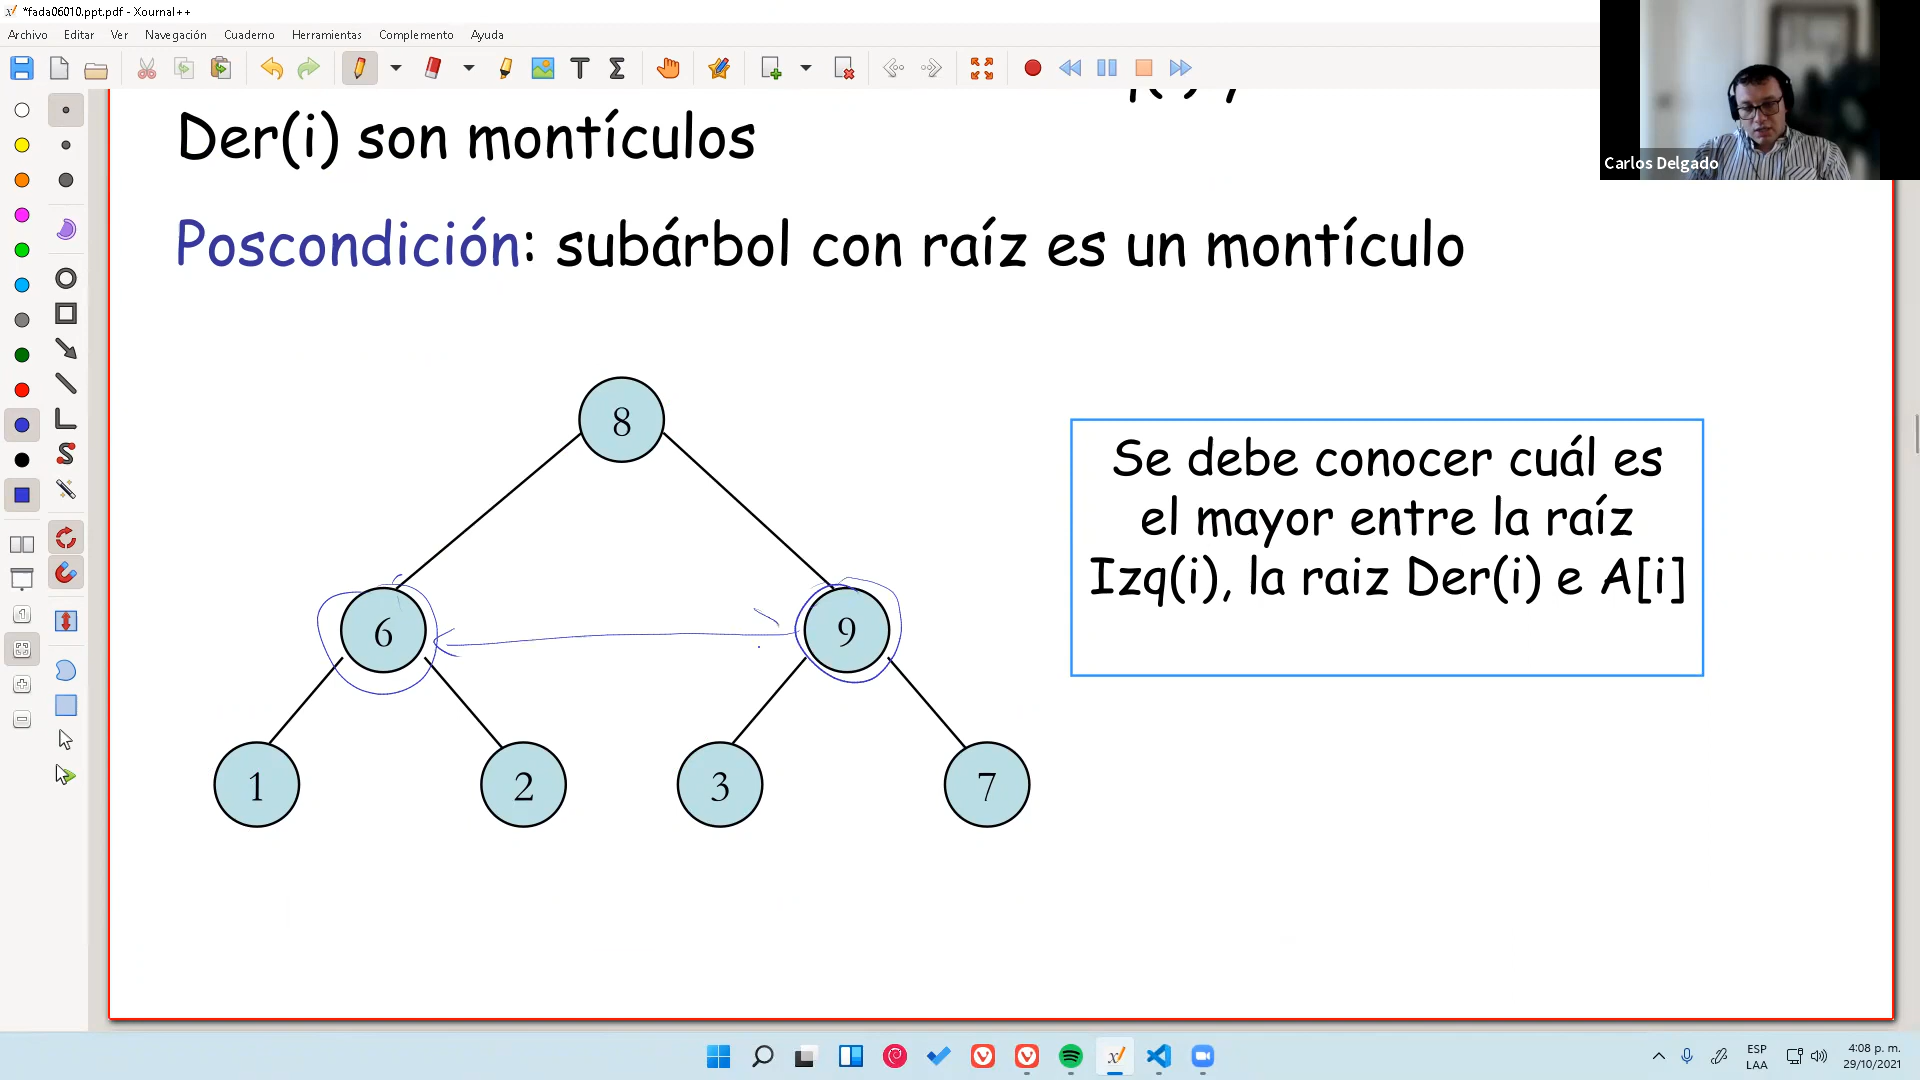 *fada06010.ppt.pdf - Xournal++
Archivo Editar Ver Navegación Cuaderno Herramientas Complemento Ayuda
Carlos Delgado
Der(i) son montículos
Poscondición: subárbol con raíz es un montículo
8
6
9
1
2
3
7
Se debe conocer cuál es
el mayor entre la raíz
Izq(i), la raiz Der(i) e A[i]
ESP
LAA
4:08 p. m.
29/10/2021